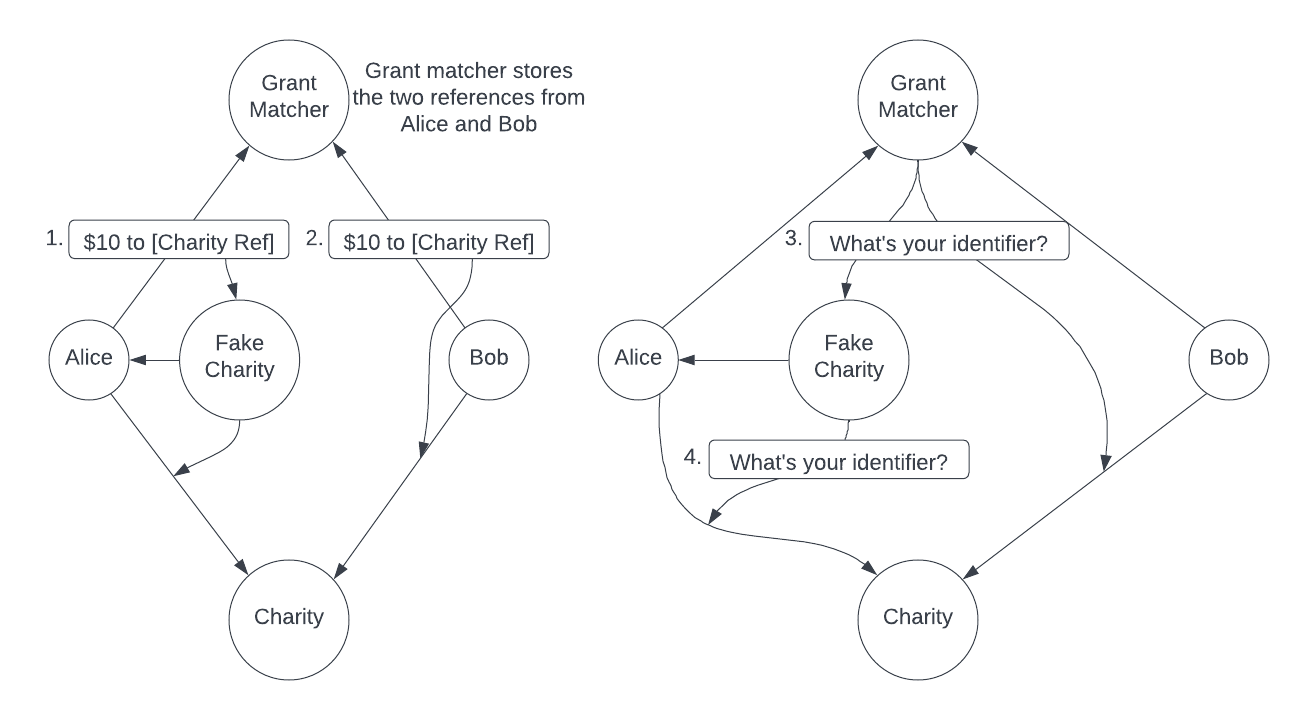 Grant
Matcher
Grant matcher stores
the two references from
Alice and Bob
1. $10 to [Charity Ref]
2. $10 to [Charity Ref]
Alice
Fake
Charity
Bob
Charity
Grant
Matcher
3. What's your identifier?
Alice
Fake
Charity
Bob
4. What's your identifier?
Charity